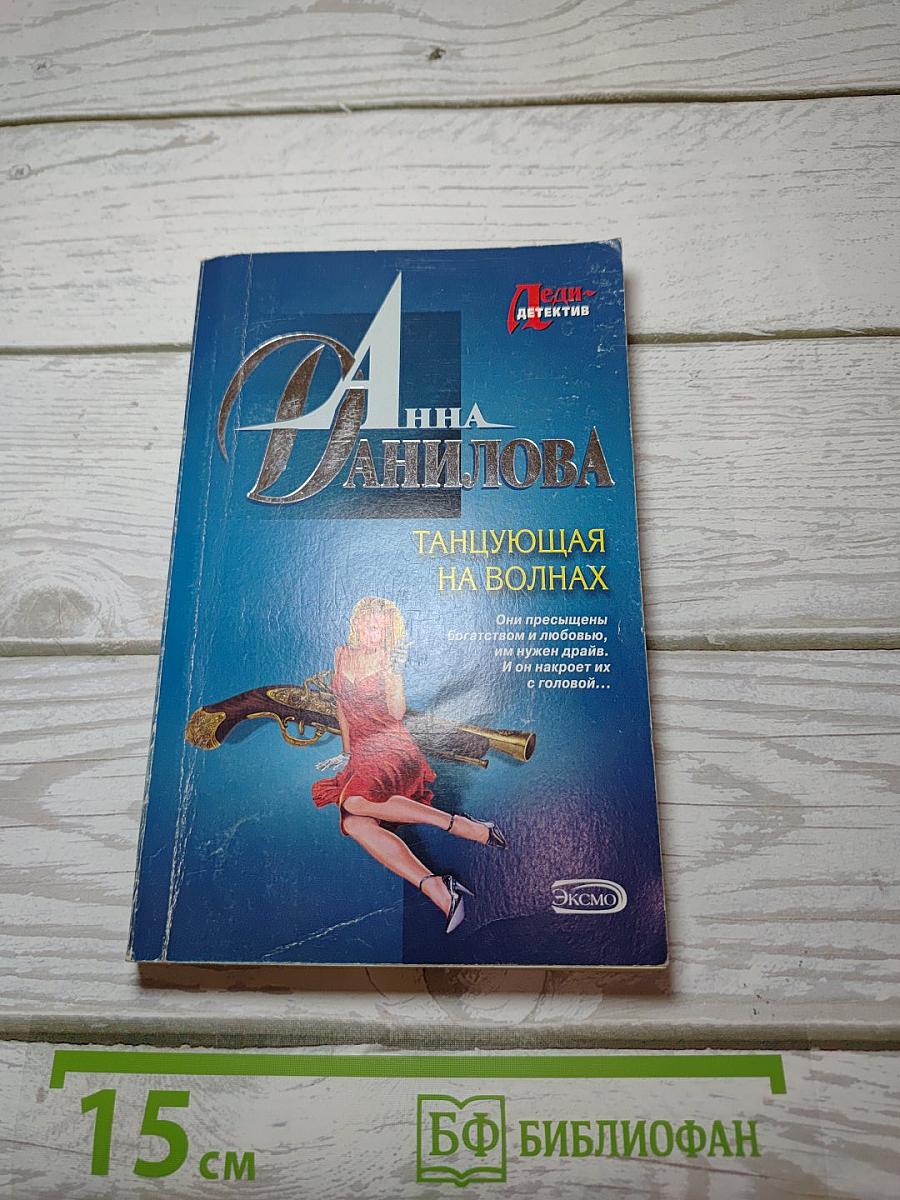 Леди-
ДЕТЕКТИВ
АННА
ДАНИЛОВА
ТАНЦУЮЩАЯ
НА ВОЛНАХ
Они пресыщены
богатством и любовью,
им нужен драйв.
И он накроет их
с головой...
ЭКСМО
15 см
БФ БИБЛИОФАН